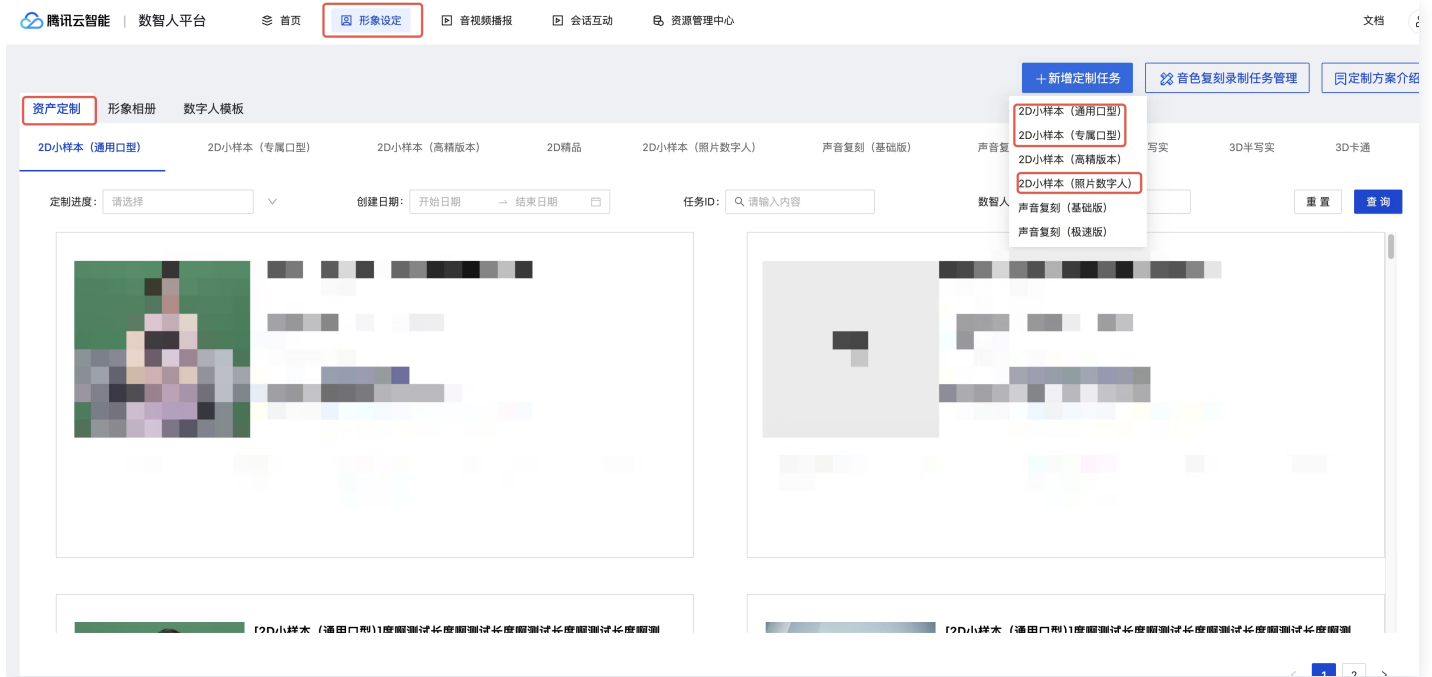 腾讯云智能 | 数智人平台 首页 形象设定 音视频播报 会话互动 资源管理中心 文档
+新增定制任务 音色复刻录制任务管理 定制方案介绍
资产定制 形象相册 数字人模板
2D小样本（通用口型）
2D小样本（专属口型）
2D小样本（高精版本）
2D小样本（照片数字人）
声音复刻（基础版）
声音复刻（极速版）
2D小样本（通用口型） 2D小样本（专属口型） 2D小样本（高精版本） 2D精品 2D小样本（照片数字人） 声音复刻（基础版） 声音复 写实 3D半写实 3D卡通
定制进度： 请选择 创建日期： 开始日期 → 结束日期 任务ID： 请输入内容 数智人 重置 查询
[2D小样本（通用口型）]度啊测试长度啊测试长度啊测试长度啊测试长度啊测
[2D小样本（通用口型）]度啊测试长度啊测试长度啊测试长度啊测试长度啊测
1 2